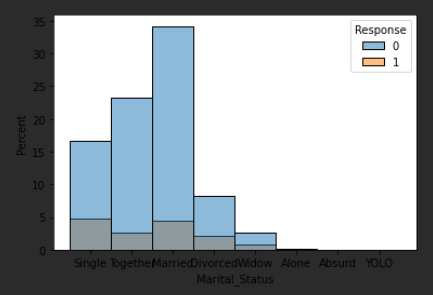 35
30
25
20
15
10
5
0
Percent
Response
0
1
Single Together Married Divorced Widow Alone Absurd YOLO
Marital_Status